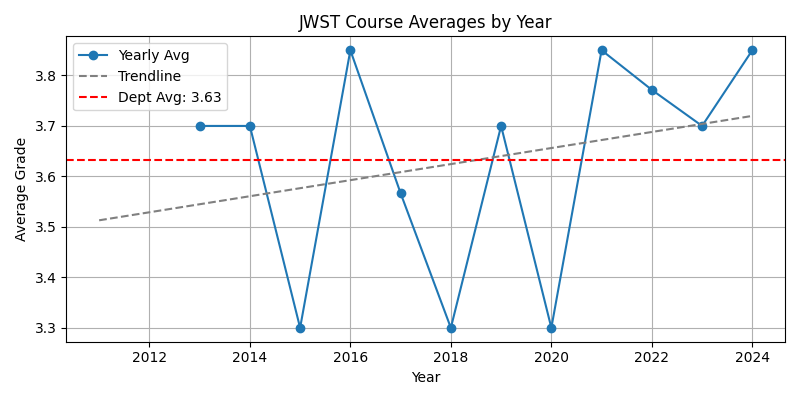 JWST Course Averages by Year
Yearly Avg
Trendline
Dept Avg: 3.63
Average Grade
3.8
3.7
3.6
3.5
3.4
3.3
2012 2014 2016 2018 2020 2022 2024
Year